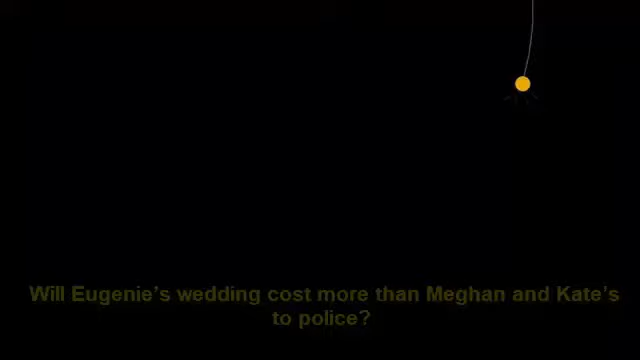 Will Eugenie's wedding cost more than Meghan and Kate's
to police?